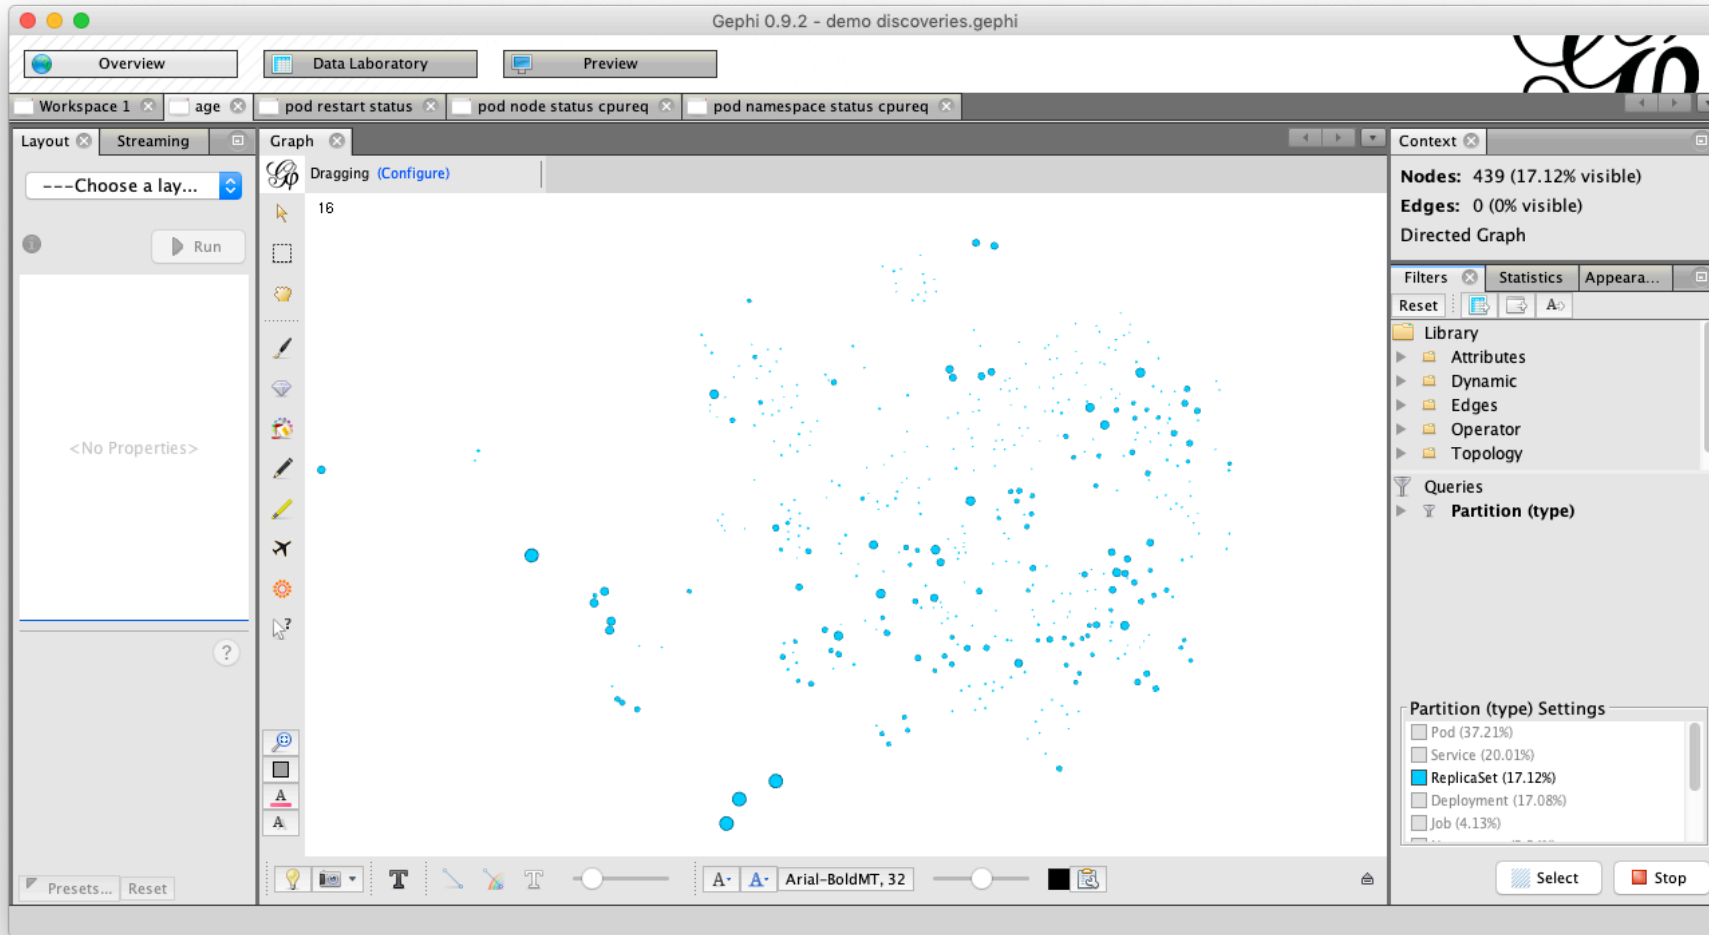 Gephi 0.9.2 - demo discoveries.gephi
Overview
Data Laboratory
Preview
Workspace 1
age
pod restart status
pod node status cpureq
pod namespace status cpureq
Layout
Streaming
---Choose a lay...
Run
<No Properties>
?
Presets...
Reset
Graph
Dragging (Configure)
16
Arial-BoldMT, 32
Context
Nodes: 439 (17.12% visible)
Edges: 0 (0% visible)
Directed Graph
Filters
Statistics
Appeara...
Reset
Library
Attributes
Dynamic
Edges
Operator
Topology
Queries
Partition (type)
Partition (type) Settings
Pod (37.21%)
Service (20.01%)
ReplicaSet (17.12%)
Deployment (17.08%)
Job (4.13%)
Select
Stop